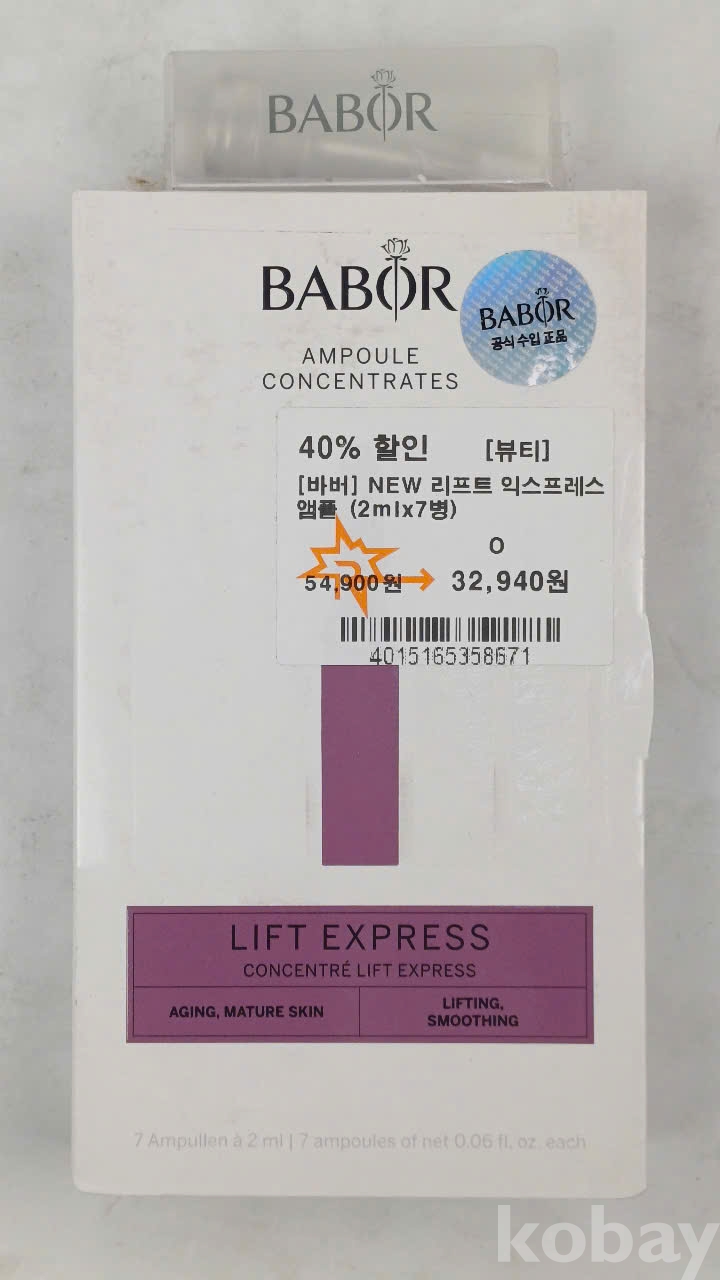 BABOR
BABOR
BABOR
공식 수입 正品
AMPOULE
CONCENTRATES
40% 할인 [뷰티]
[바버] NEW 리프트 익스프레스
앰플 (2mlx7병)
O
54,900원 → 32,940원
4015165358671
LIFT EXPRESS
CONCENTRÉ LIFT EXPRESS
AGING, MATURE SKIN
LIFTING,
SMOOTHING
7 Ampullen à 2 ml | 7 ampoules of net 0.06 fl. oz. each
kobay